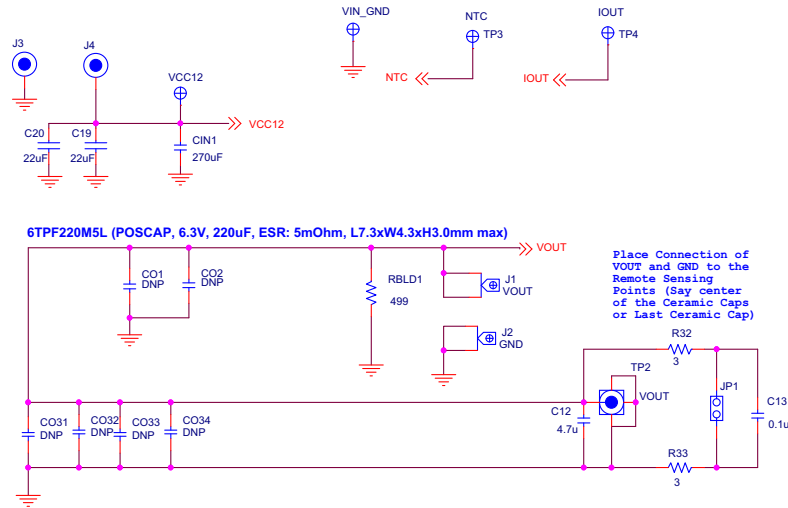 VIN_GND
NTC
IOUT
J3
J4
TP3
TP4
VCC12
NTC
IOUT
VCC12
C20
C19
CIN1
22uF
22uF
270uF
6TPF220M5L (POSCAP, 6.3V, 220uF, ESR: 5mOhm, L7.3xW4.3xH3.0mm max)
VOUT
Place Connection of
VOUT and GND to the
Remote Sensing
Points (Say center
of the Ceramic Caps
or Last Ceramic Cap)
CO1
DNP
CO2
DNP
RBLD1
499
J1
VOUT
J2
GND
R32
3
TP2
VOUT
JP1
C13
0.1u
CO31
DNP
CO32
DNP
CO33
DNP
CO34
DNP
C12
4.7u
R33
3